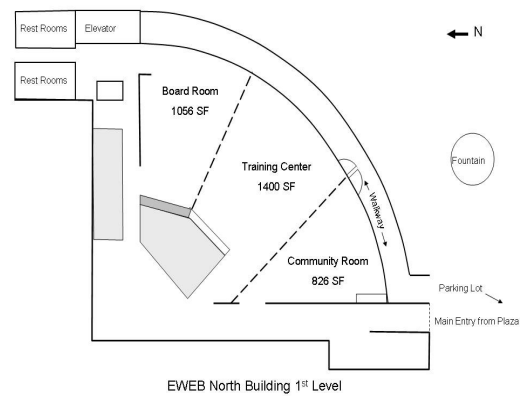 Rest Rooms
Elevator
N
Rest Rooms
Board Room
1056 SF
Training Center
1400 SF
Fountain
Walkway
Community Room
826 SF
Parking Lot
Main Entry from Plaza
EWEB North Building 1st Level